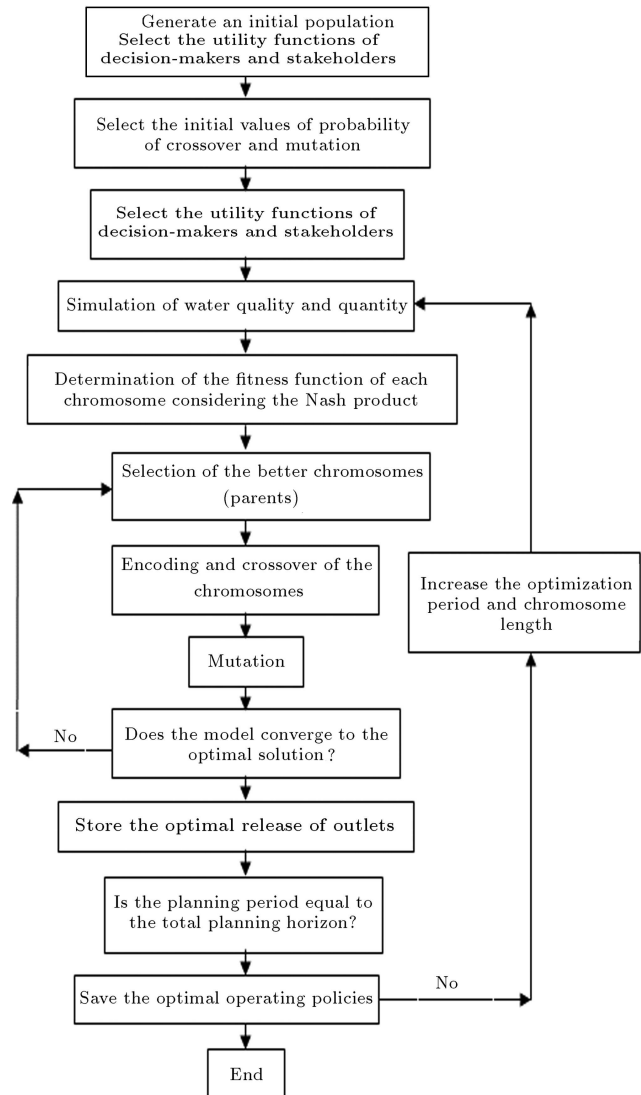 Generate an initial population
Select the utility functions of
decision-makers and stakeholders
Select the initial values of probability
of crossover and mutation
Select the utility functions of
decision-makers and stakeholders
Simulation of water quality and quantity
Determination of the fitness function of each
chromosome considering the Nash product
Selection of the better chromosomes
(parents)
Encoding and crossover of the
chromosomes
Increase the optimization
period and chromosome
length
Mutation
Does the model converge to the
optimal solution?
No
Store the optimal release of outlets
Is the planning period equal to
the total planning horizon?
Save the optimal operating policies
No
End